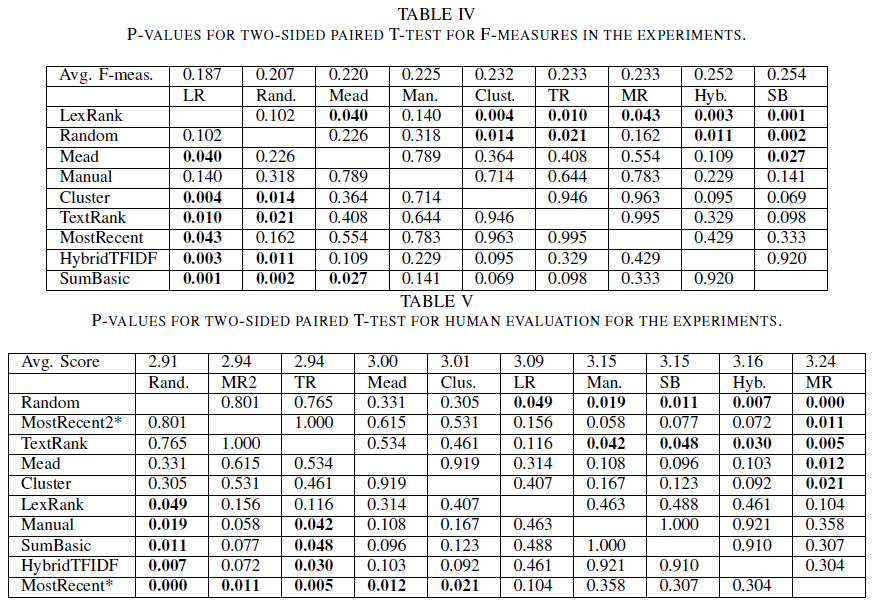 TABLE IV
P-VALUES FOR TWO-SIDED PAIRED T-TEST FOR F-MEASURES IN THE EXPERIMENTS.
Avg. F-meas. 0.187 0.207 0.220 0.225 0.232 0.233 0.233 0.252 0.254
LR Rand. Mead Man. Clust. TR MR Hyb. SB
LexRank 0.102 0.040 0.140 0.004 0.010 0.043 0.003 0.001
Random 0.102 0.226 0.318 0.014 0.021 0.162 0.011 0.002
Mead 0.040 0.226 0.789 0.364 0.408 0.554 0.109 0.027
Manual 0.140 0.318 0.789 0.714 0.644 0.783 0.229 0.141
Cluster 0.004 0.014 0.364 0.714 0.946 0.963 0.095 0.069
TextRank 0.010 0.021 0.408 0.644 0.946 0.995 0.329 0.098
MostRecent 0.043 0.162 0.554 0.783 0.963 0.995 0.429 0.333
HybridTFIDF 0.003 0.011 0.109 0.229 0.095 0.329 0.429 0.920
SumBasic 0.001 0.002 0.027 0.141 0.069 0.098 0.333 0.920
TABLE V
P-VALUES FOR TWO-SIDED PAIRED T-TEST FOR HUMAN EVALUATION FOR THE EXPERIMENTS.
Avg. Score 2.91 2.94 2.94 3.00 3.01 3.09 3.15 3.15 3.16 3.24
Rand. MR2 TR Mead Clus. LR Man. SB Hyb. MR
Random 0.801 0.765 0.331 0.305 0.049 0.019 0.011 0.007 0.000
MostRecent2* 0.801 1.000 0.615 0.531 0.156 0.058 0.077 0.072 0.011
TextRank 0.765 1.000 0.534 0.461 0.116 0.042 0.048 0.030 0.005
Mead 0.331 0.615 0.534 0.919 0.314 0.108 0.096 0.103 0.012
Cluster 0.305 0.531 0.461 0.919 0.407 0.167 0.123 0.092 0.021
LexRank 0.049 0.156 0.116 0.314 0.407 0.463 0.488 0.461 0.104
Manual 0.019 0.058 0.042 0.108 0.167 0.463 1.000 0.921 0.358
SumBasic 0.011 0.077 0.048 0.096 0.123 0.488 1.000 0.910 0.307
HybridTFIDF 0.007 0.072 0.030 0.103 0.092 0.461 0.921 0.910 0.304
MostRecent* 0.000 0.011 0.005 0.012 0.021 0.104 0.358 0.307 0.304